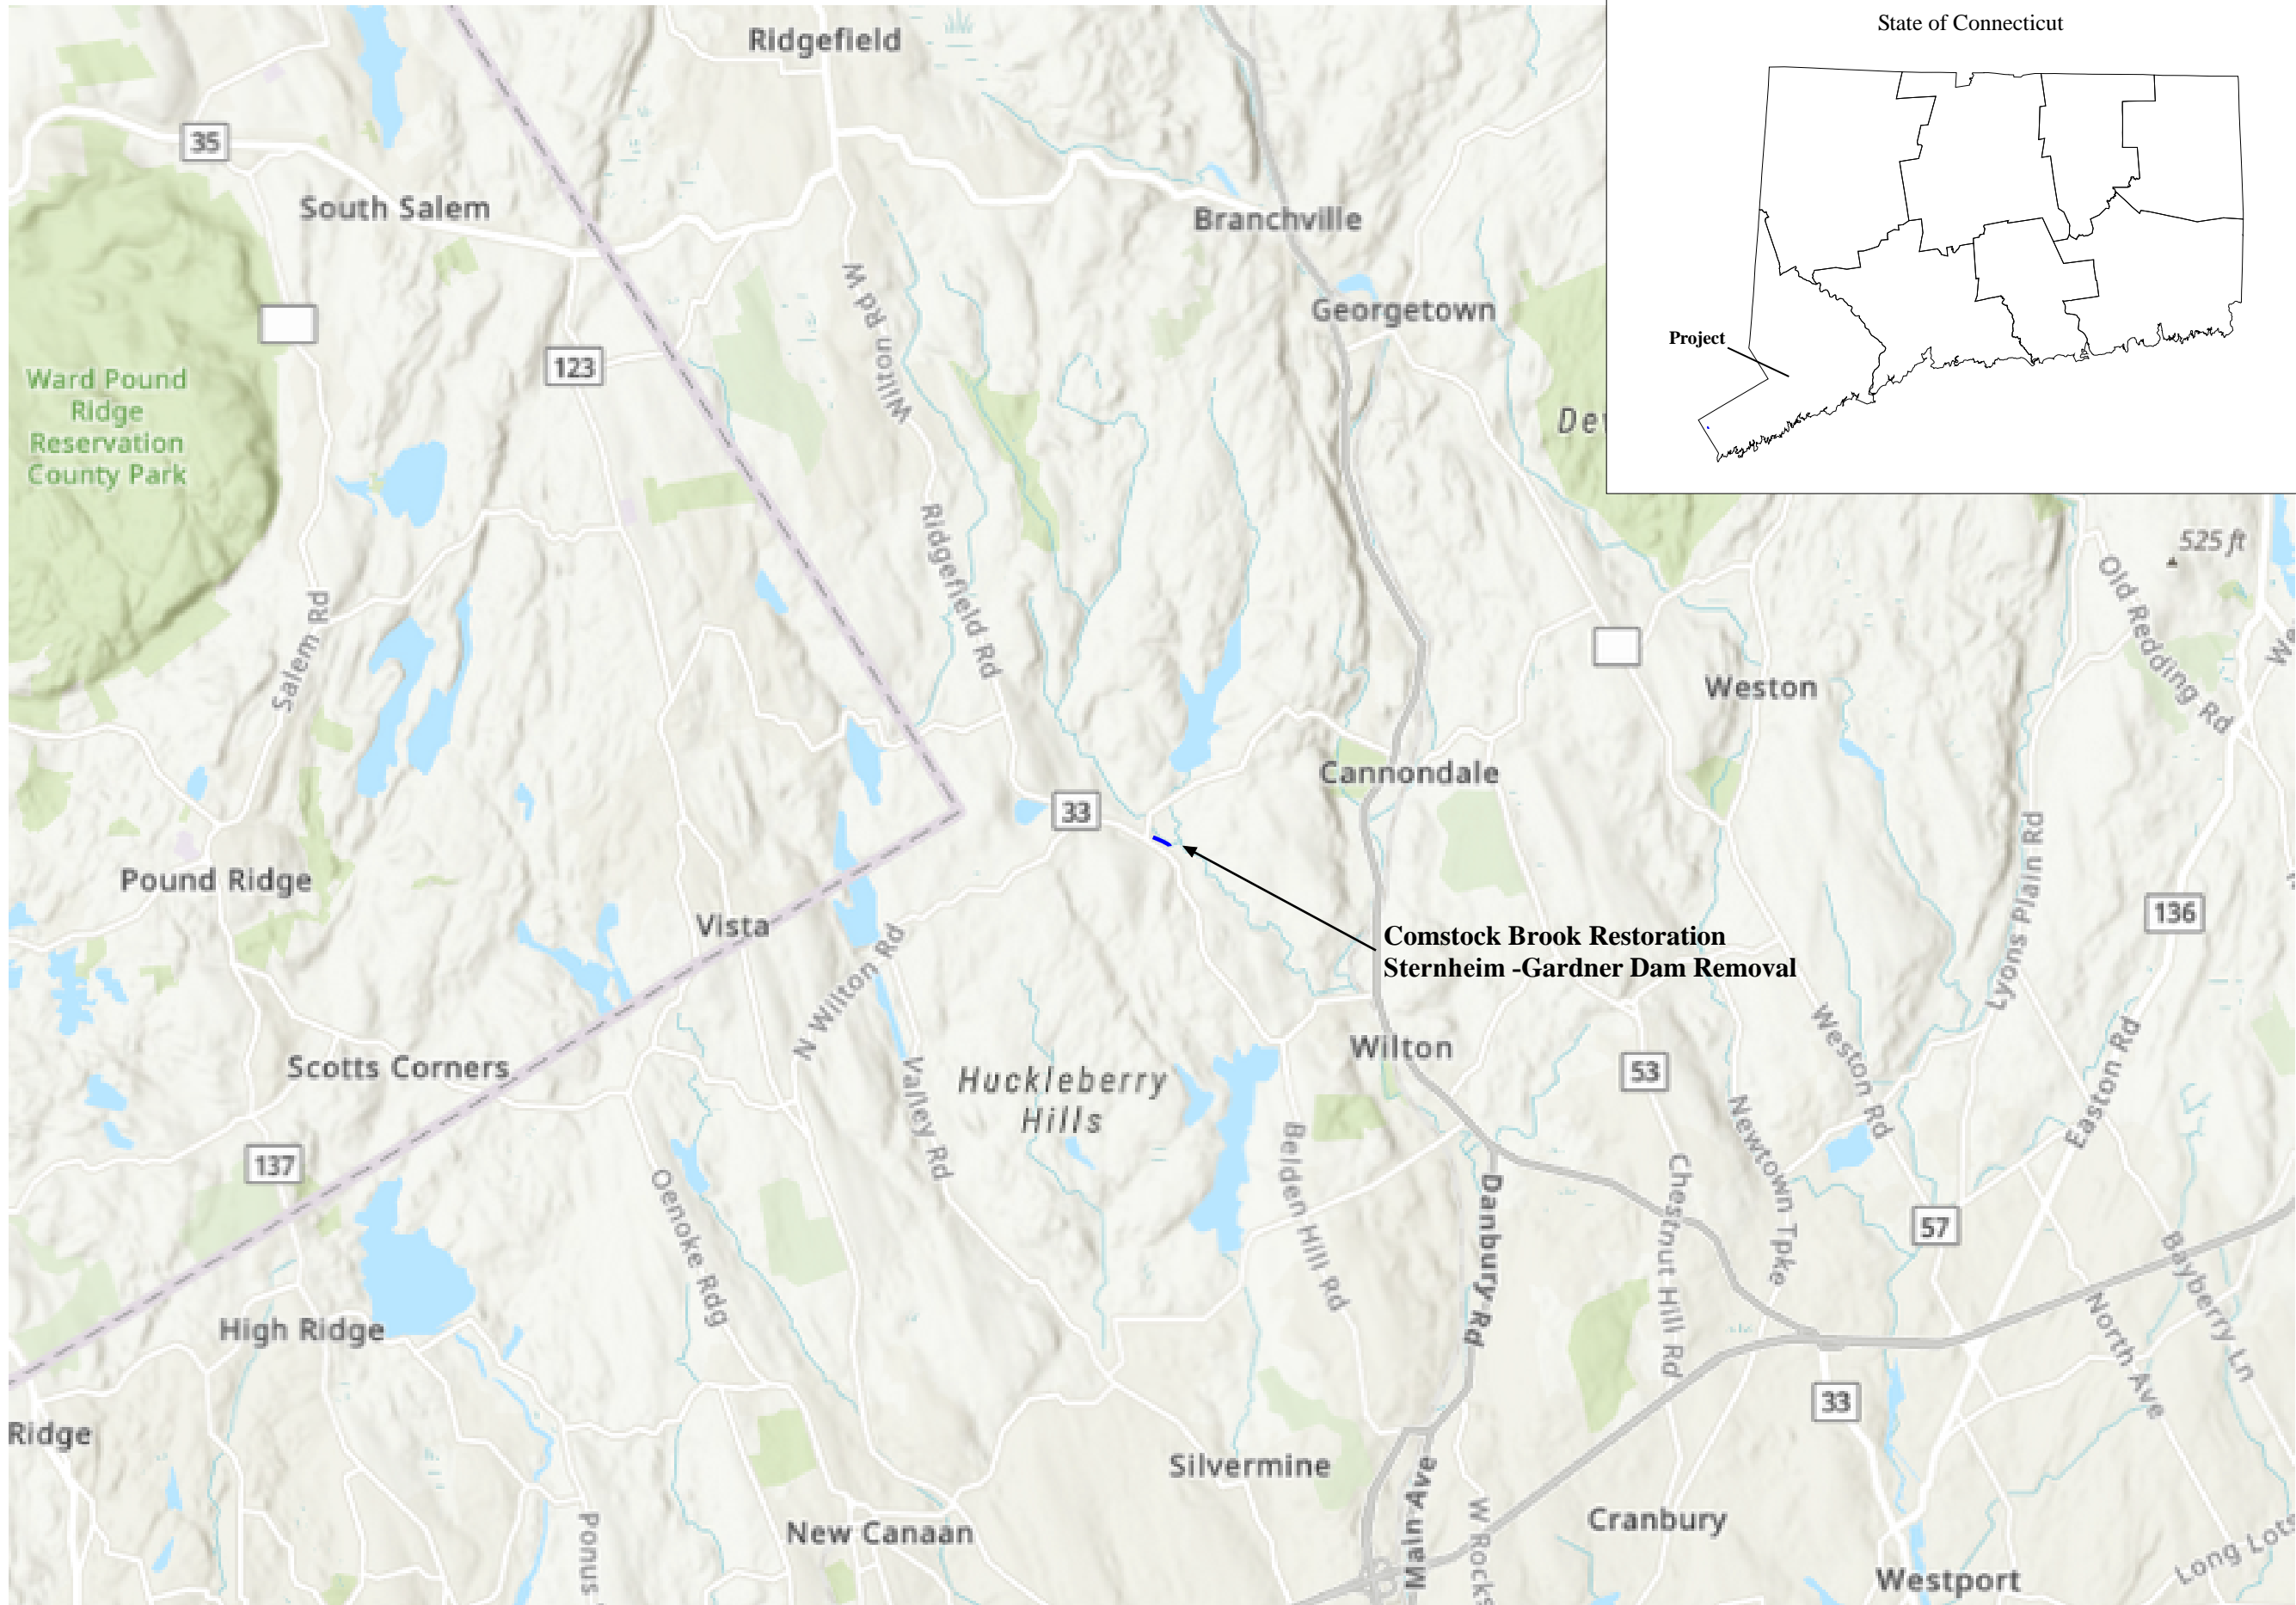 State of Connecticut
Project
Ridgefield
35
South Salem
Branchville
Georgetown
123
Wilton Rd W
Ward Pound
Ridge
Reservation
County Park
525 ft
Old Redding Rd
Ridgefield Rd
Salem Rd
Weston
Cannondale
33
Pound Ridge
136
Vista
Lyons Plain Rd
Comstock Brook Restoration
Sternheim -Gardner Dam Removal
N Wilton Rd
Wilton
Scotts Corners
Huckleberry
Hills
53
Weston Rd
Easton Rd
Valley Rd
137
Newtown Tpke
Belden Hill Rd
Chestnut Hill Rd
Danbury Rd
57
Oenoke Rdg
High Ridge
Bayberry Ln
North Ave
33
Ridge
Silvermine
Main Ave
W Rocks
Cranbury
New Canaan
Ponus
Westport
Long Lots